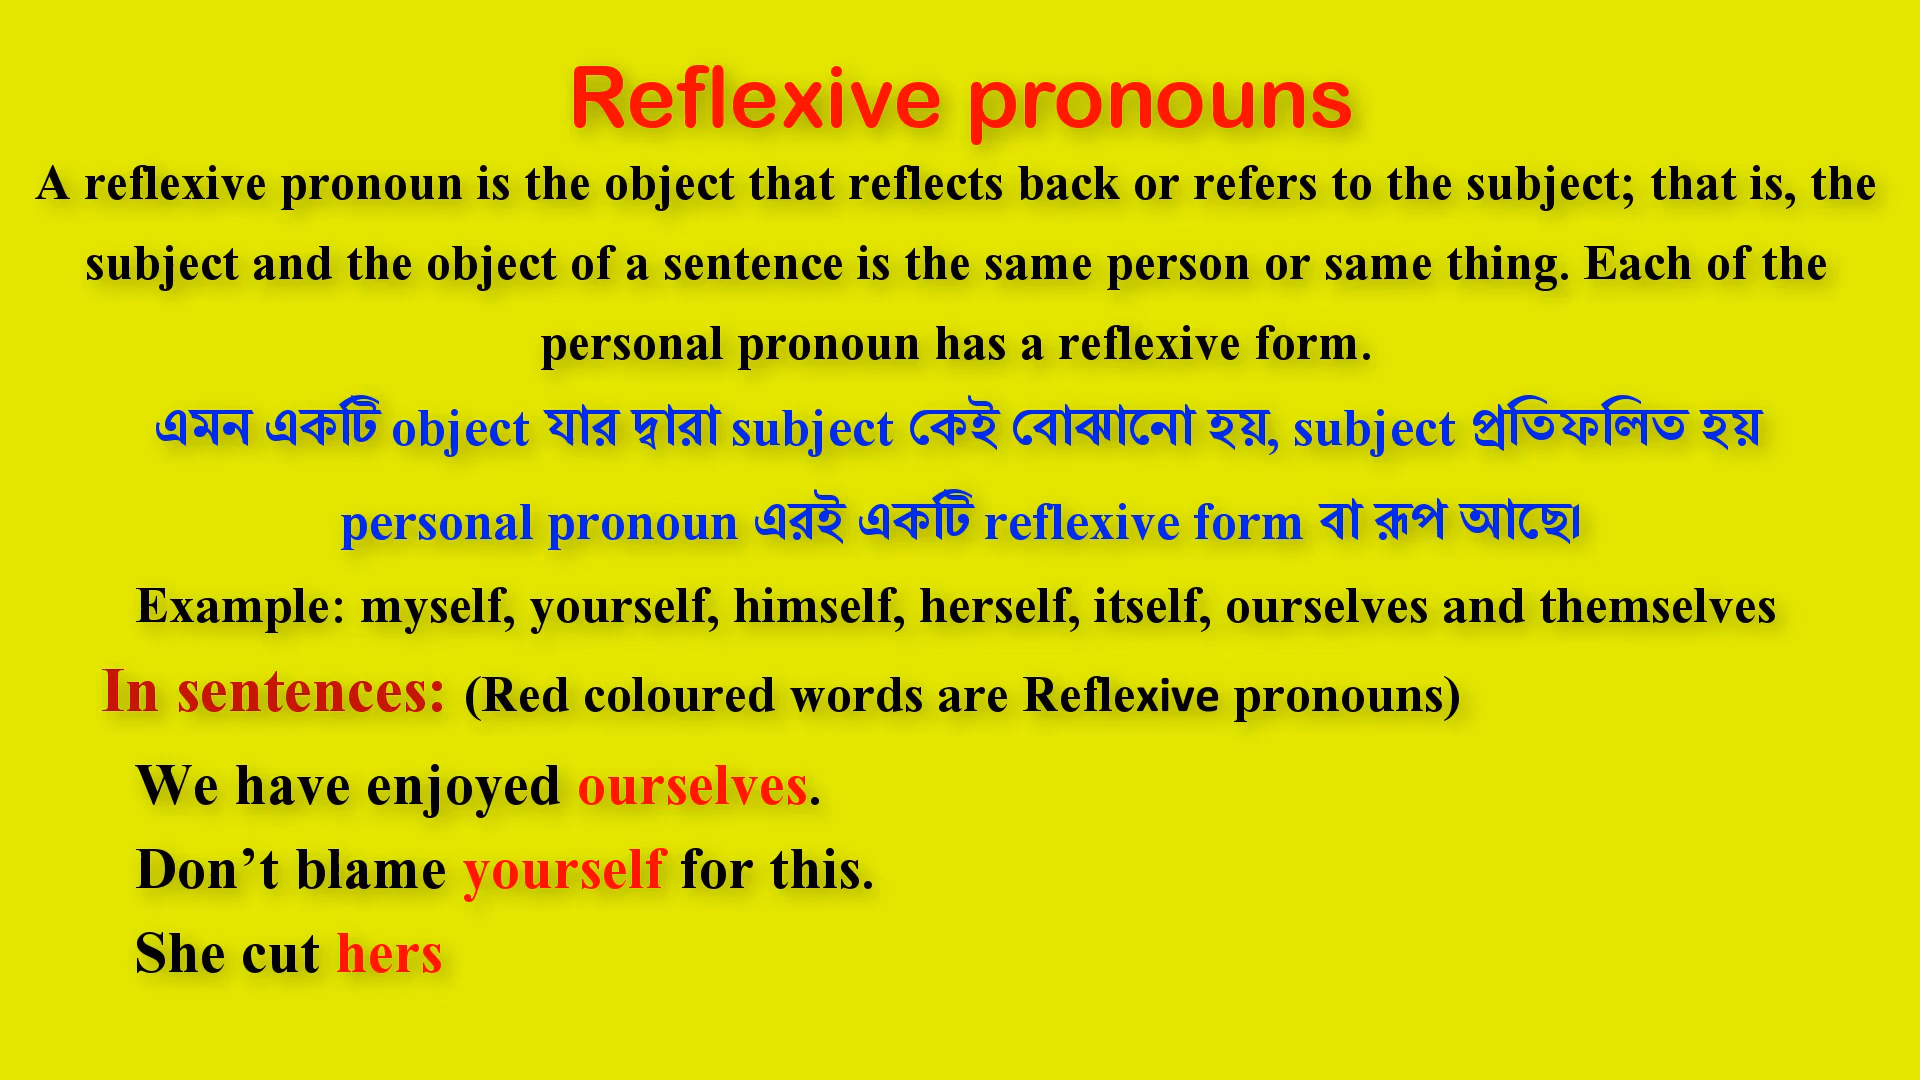 Reflexive pronouns
A reflexive pronoun is the object that reflects back or refers to the subject; that is, the
subject and the object of a sentence is the same person or same thing. Each of the
personal pronoun has a reflexive form.
এমন একটি object যার দ্বারা subject কেই বোঝানো হয়, subject প্রতিফলিত হয়
personal pronoun এরই একটি reflexive form বা রূপ আছে।
Example: myself, yourself, himself, herself, itself, ourselves and themselves
In sentences: (Red coloured words are Reflexive pronouns)
We have enjoyed ourselves.
Don’t blame yourself for this.
She cut hers